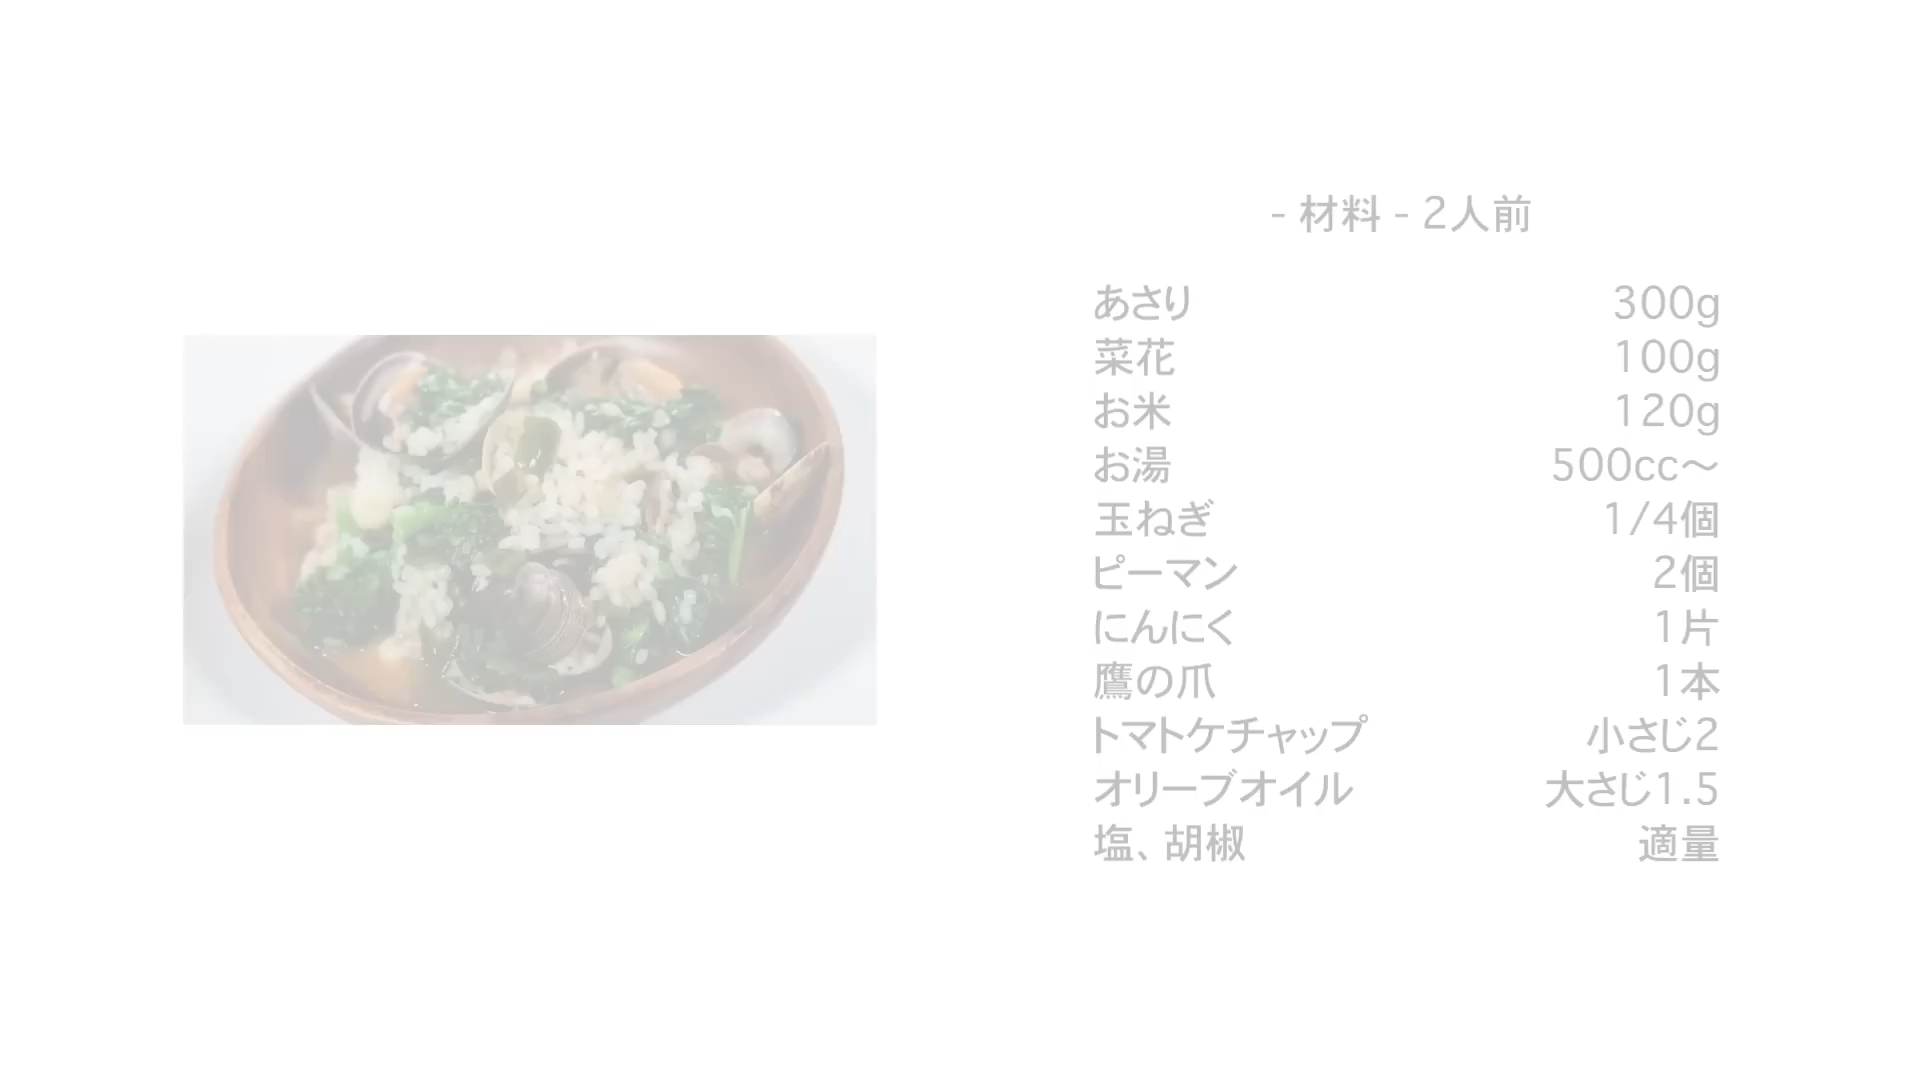 - 材料 - 2人前
あさり 300g
菜花 100g
お米 120g
お湯 500cc〜
玉ねぎ 1/4個
ピーマン 2個
にんにく 1片
鷹の爪 1本
トマトケチャップ 小さじ2
オリーブオイル 大さじ1.5
塩、胡椒 適量